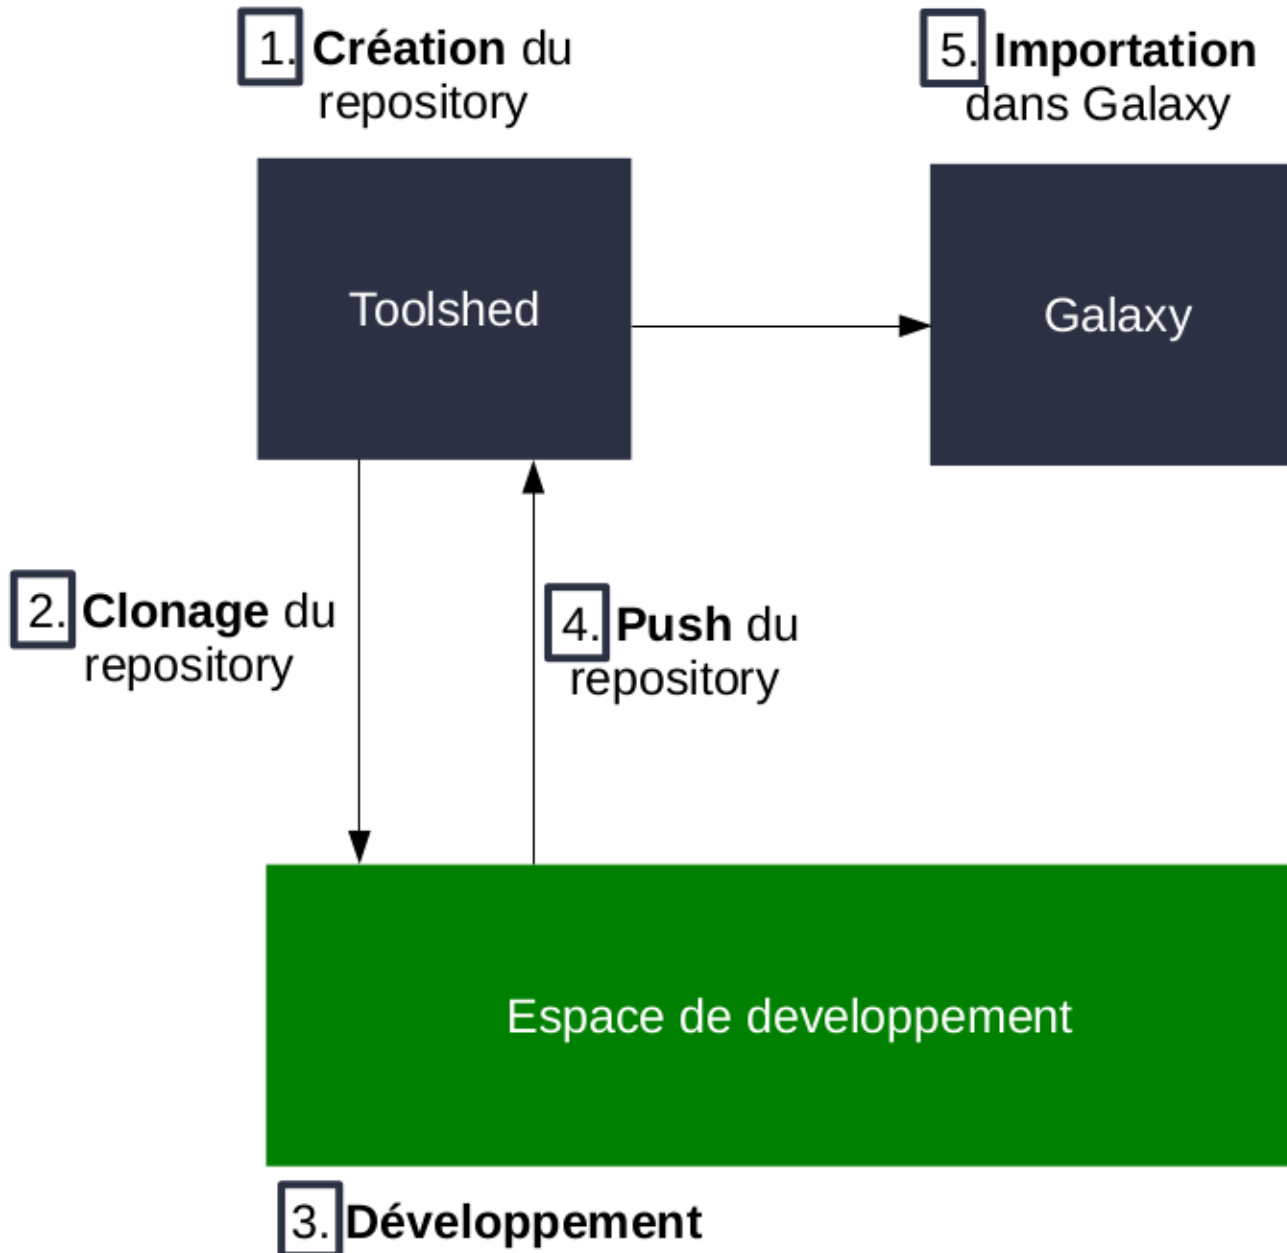 1. Création du
repository
5. Importation
dans Galaxy
Toolshed
Galaxy
2. Clonage du
repository
4. Push du
repository
Espace de developpement
3. Développement